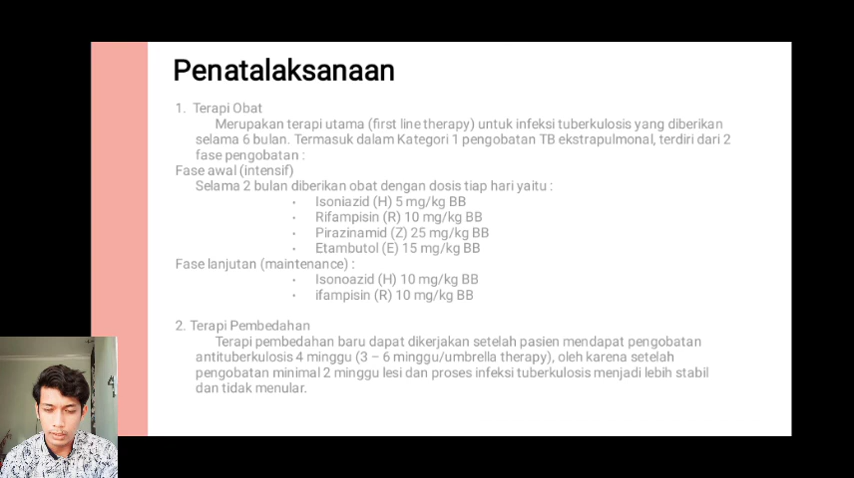 Penatalaksanaan
1. Terapi Obat
Merupakan terapi utama (first line therapy) untuk infeksi tuberkulosis yang diberikan
selama 6 bulan. Termasuk dalam Kategori 1 pengobatan TB ekstrapulmonal, terdiri dari 2
fase pengobatan :
Fase awal (intensif)
Selama 2 bulan diberikan obat dengan dosis tiap hari yaitu :
• Isoniazid (H) 5 mg/kg BB
• Rifampisin (R) 10 mg/kg BB
• Pirazinamid (Z) 25 mg/kg BB
• Etambutol (E) 15 mg/kg BB
Fase lanjutan (maintenance) :
• Isonoazid (H) 10 mg/kg BB
• ifampisin (R) 10 mg/kg BB
2. Terapi Pembedahan
Terapi pembedahan baru dapat dikerjakan setelah pasien mendapat pengobatan
antituberkulosis 4 minggu (3 – 6 minggu/umbrella therapy), oleh karena setelah
pengobatan minimal 2 minggu lesi dan proses infeksi tuberkulosis menjadi lebih stabil
dan tidak menular.